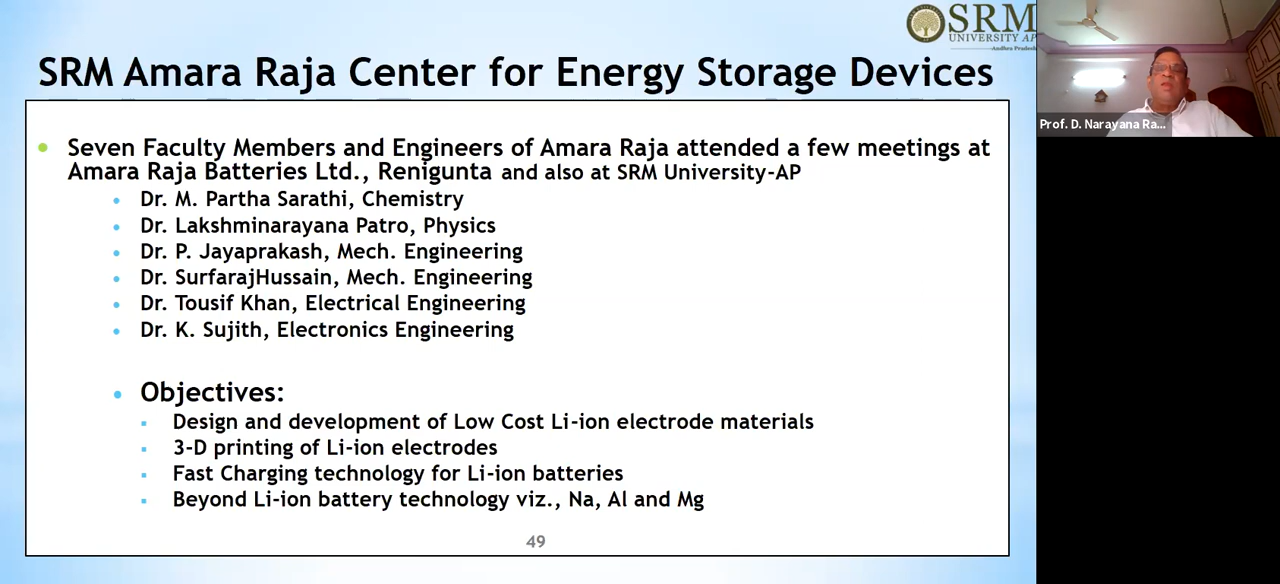 SRM
UNIVERSITY AP
-Andhra Pradesh
SRM Amara Raja Center for Energy Storage Devices
Prof. D. Narayana Ra...
Seven Faculty Members and Engineers of Amara Raja attended a few meetings at
Amara Raja Batteries Ltd., Renigunta and also at SRM University-AP
Dr. M. Partha Sarathi, Chemistry
Dr. Lakshminarayana Patro, Physics
Dr. P. Jayaprakash, Mech. Engineering
Dr. SurfarajHussain, Mech. Engineering
Dr. Tousif Khan, Electrical Engineering
Dr. K. Sujith, Electronics Engineering
Objectives:
Design and development of Low Cost Li-ion electrode materials
3-D printing of Li-ion electrodes
Fast Charging technology for Li-ion batteries
Beyond Li-ion battery technology viz., Na, Al and Mg
49